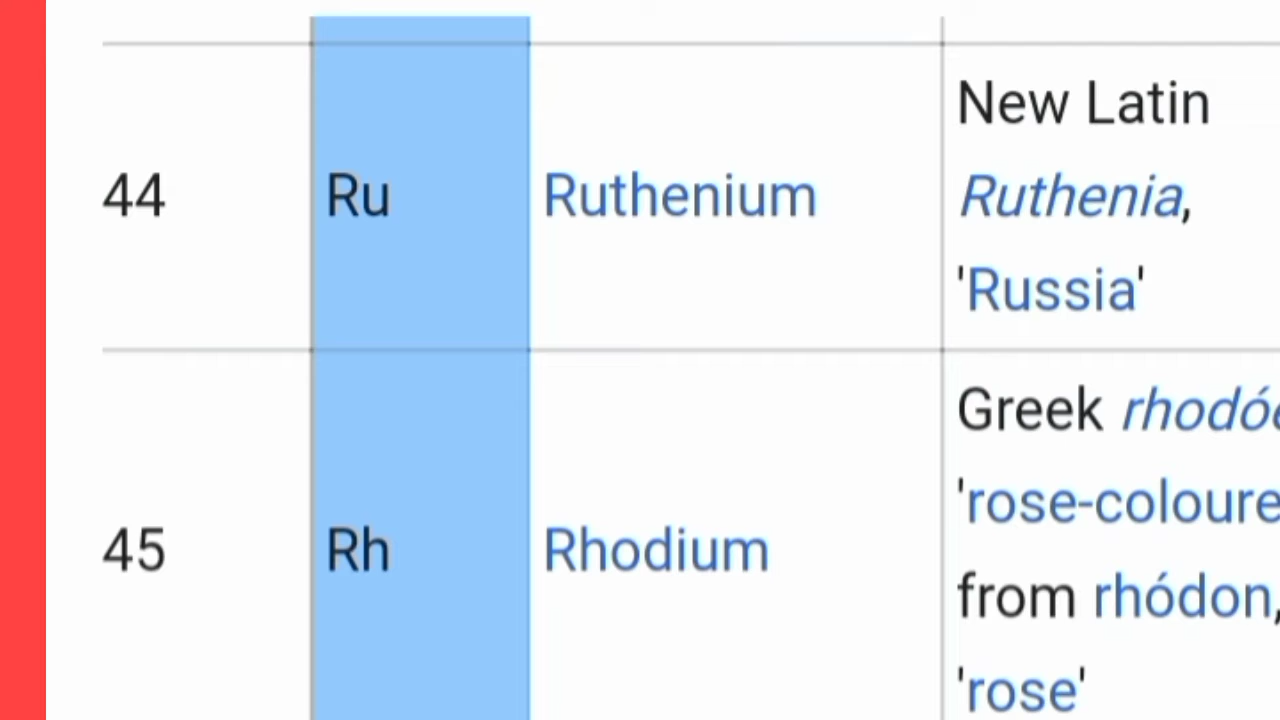 44 Ru Ruthenium New Latin
Ruthenia,
'Russia'
45 Rh Rhodium Greek
'rose-coloure
from rhódon,
'rose'